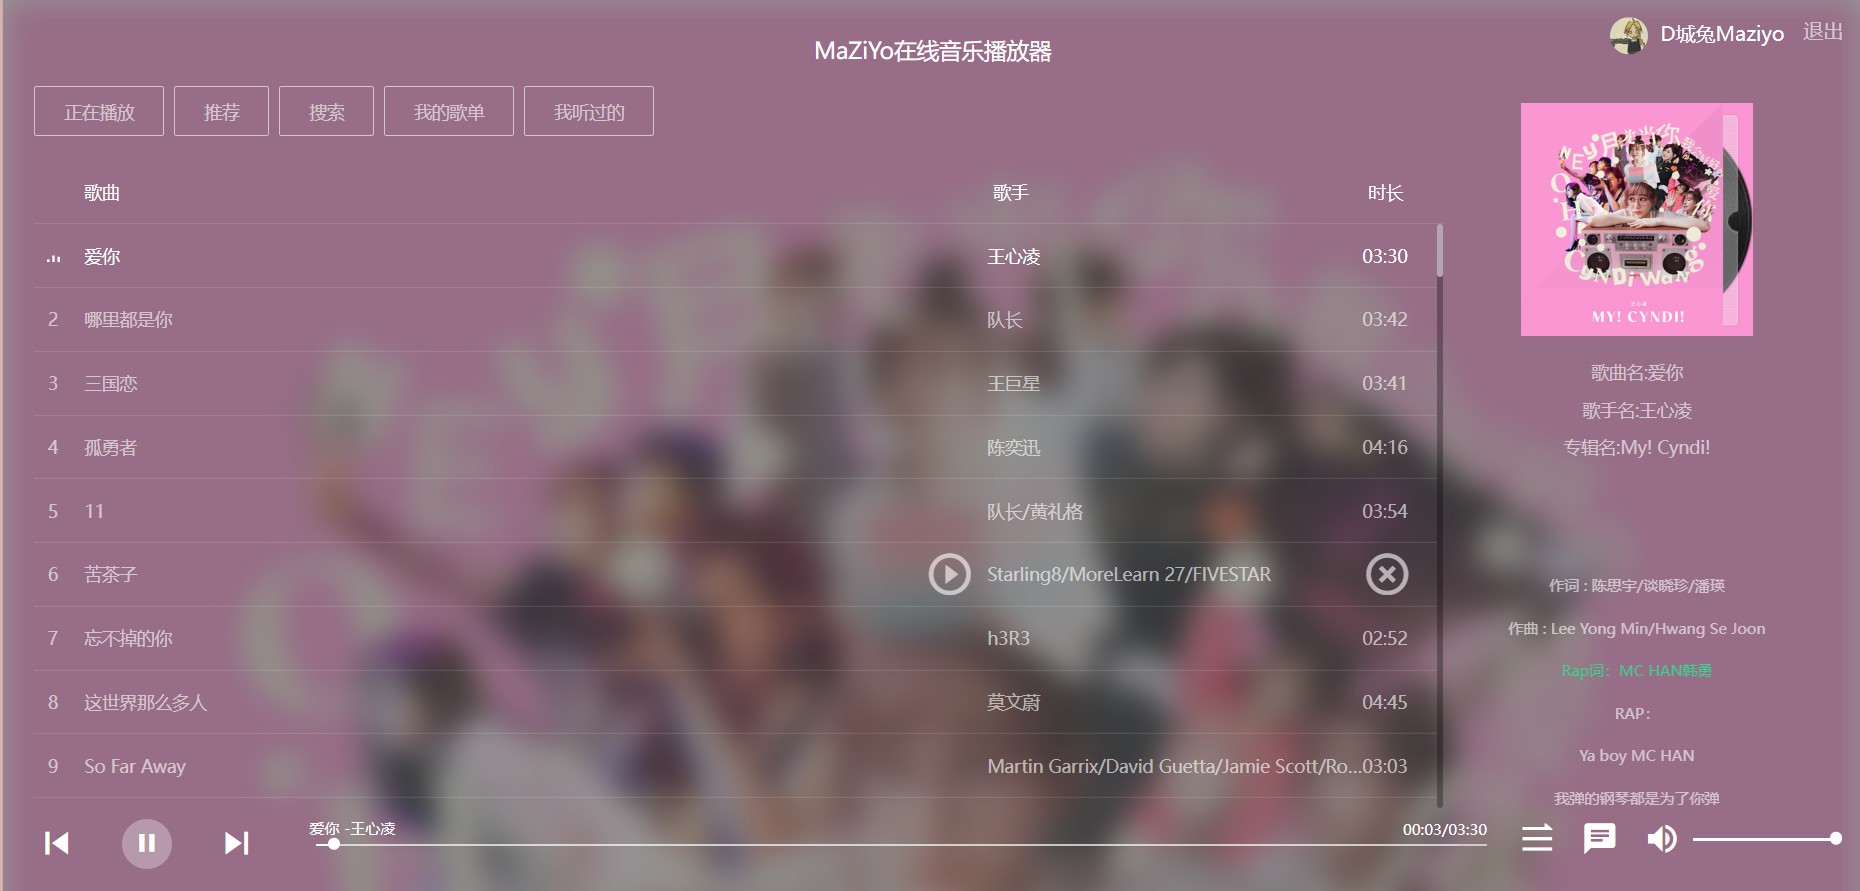 MaZiYo在线音乐播放器
D城兔Maziyo 退出
正在播放 推荐 搜索 我的歌单 我听过的
歌曲 歌手 时长
爱你 王心凌 03:30
2 哪里都是你 队长 03:42
3 三国恋 王巨星 03:41
4 孤勇者 陈奕迅 04:16
5 11 队长/黄礼格 03:54
6 苦茶子 Starling8/MoreLearn 27/FIVESTAR
7 忘不掉的你 h3R3 02:52
8 这世界那么多人 莫文蔚 04:45
9 So Far Away Martin Garrix/David Guetta/Jamie Scott/Ro...03:03
CYNDi WANG
MY! CYNDI!
歌曲名:爱你
歌手名:王心凌
专辑名:My! Cyndi!
作词 : 陈思宇/谈晓珍/潘瑛
作曲 : Lee Yong Min/Hwang Se Joon
Rap词：MC HAN韩勇
RAP：
Ya boy MC HAN
我弹的钢琴都是为了你弹
爱你 -王心凌
00:03/03:30